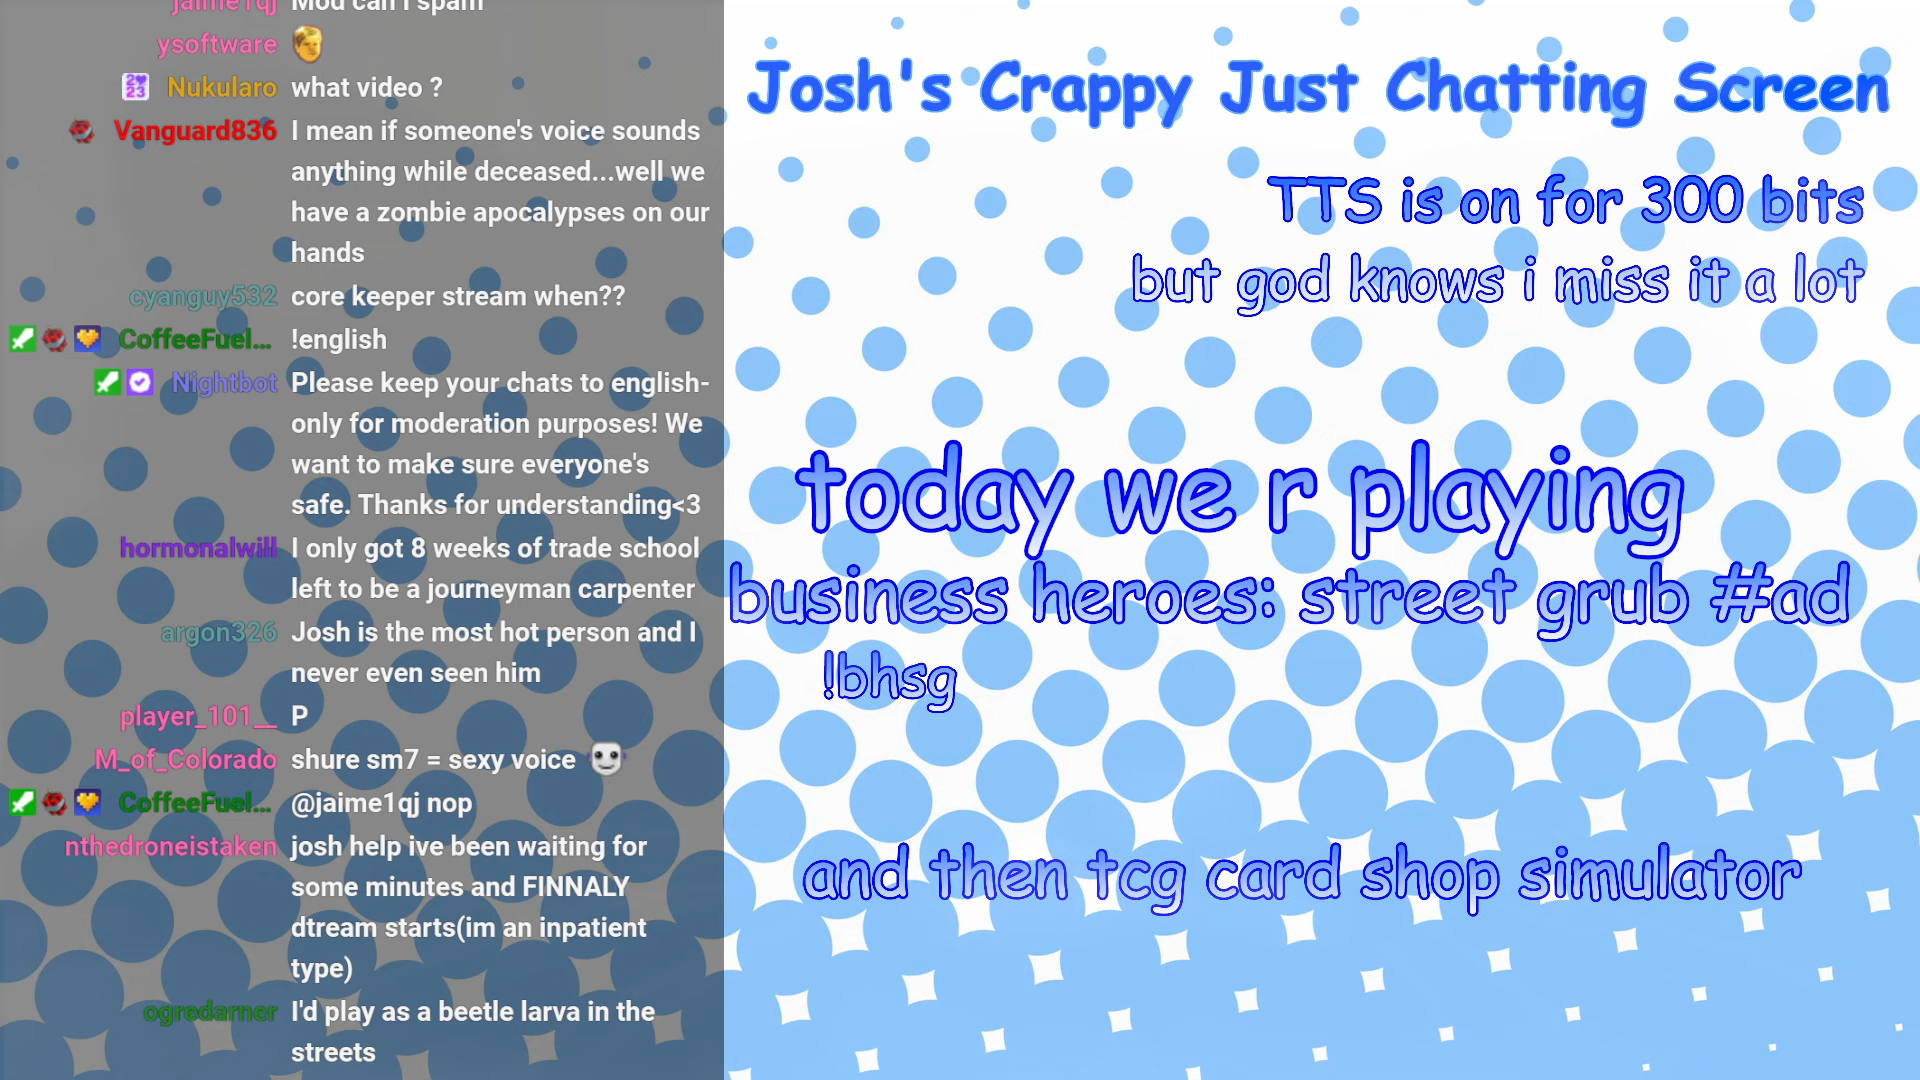 jaime1qj Mod can I spam
ysoftware
Nukularo what video ?
Vanguard836 I mean if someone's voice sounds
anything while deceased...well we
have a zombie apocalypses on our
hands
cyanguy532 core keeper stream when??
CoffeeFuel... !english
Nightbot Please keep your chats to english-
only for moderation purposes! We
want to make sure everyone's
safe. Thanks for understanding<3
hormonalwill I only got 8 weeks of trade school
left to be a journeyman carpenter
argon326 Josh is the most hot person and I
never even seen him
player_101__ P
M_of_Colorado shure sm7 = sexy voice
CoffeeFuel... @jaime1qj nop
nthedroneistaken josh help ive been waiting for
some minutes and FINNALY
dtream starts(im an inpatient
type)
ogredarner I'd play as a beetle larva in the
streets
Josh's Crappy Just Chatting Screen
TTS is on for 300 bits
but god knows i miss it a lot
today we r playing
business heroes: street grub #ad
!bhsg
and then tcg card shop simulator